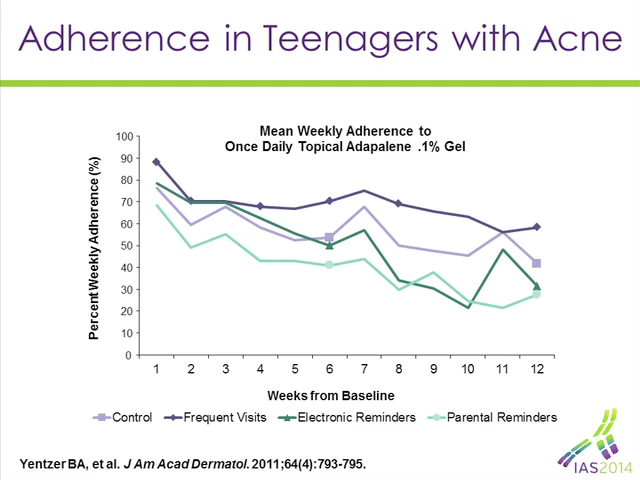 Adherence in Teenagers with Acne
Mean Weekly Adherence to
Once Daily Topical Adapalene .1% Gel
Percent Weekly Adherence (%)
100
90
80
70
60
50
40
30
20
10
0
1 2 3 4 5 6 7 8 9 10 11 12
Weeks from Baseline
Control Frequent Visits Electronic Reminders Parental Reminders
Yentzer BA, et al. J Am Acad Dermatol. 2011;64(4):793-795.
IAS2014